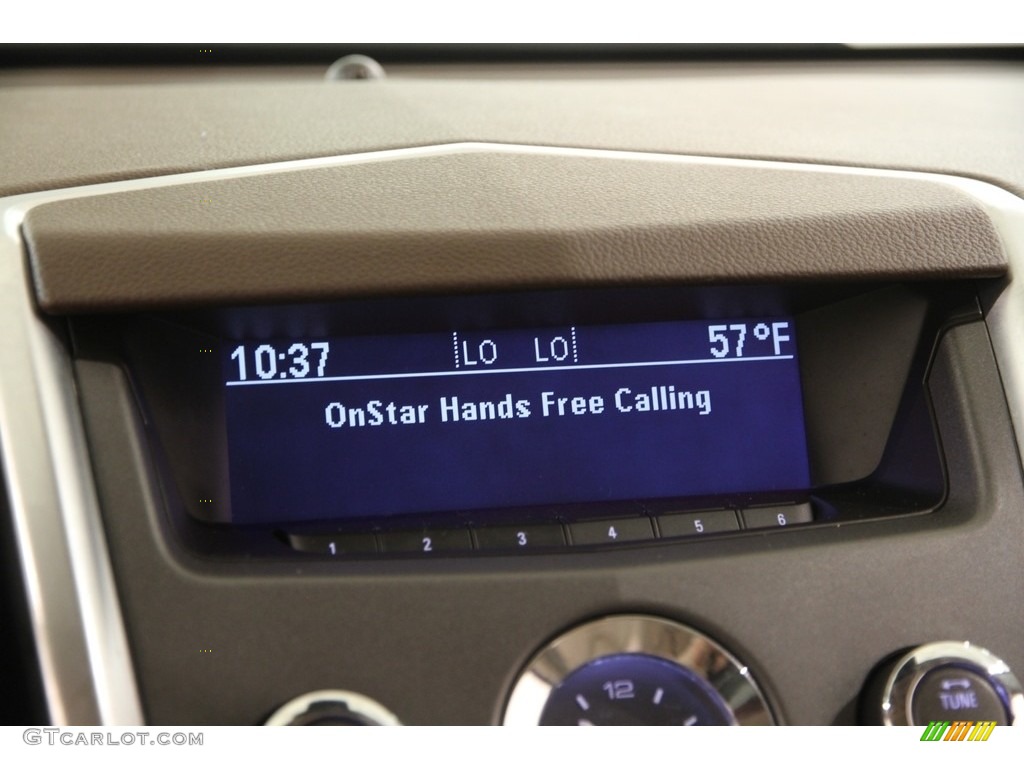 10:37 LO LO 57°F
OnStar Hands Free Calling
1 2 3 4 5 6
12
TUNE
GTCARLOT.COM